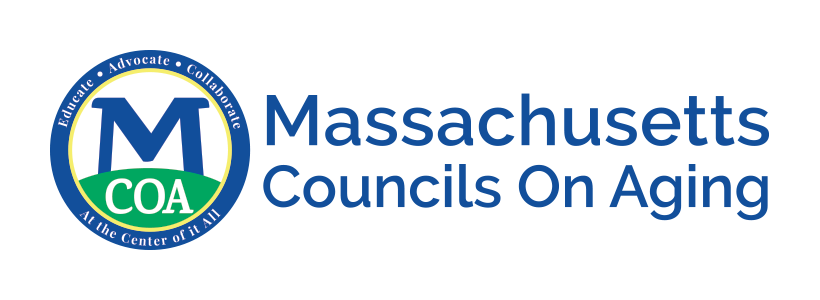 Educate • Advocate • Collaborate
M
COA
At the Center of it All
Massachusetts
Councils On Aging